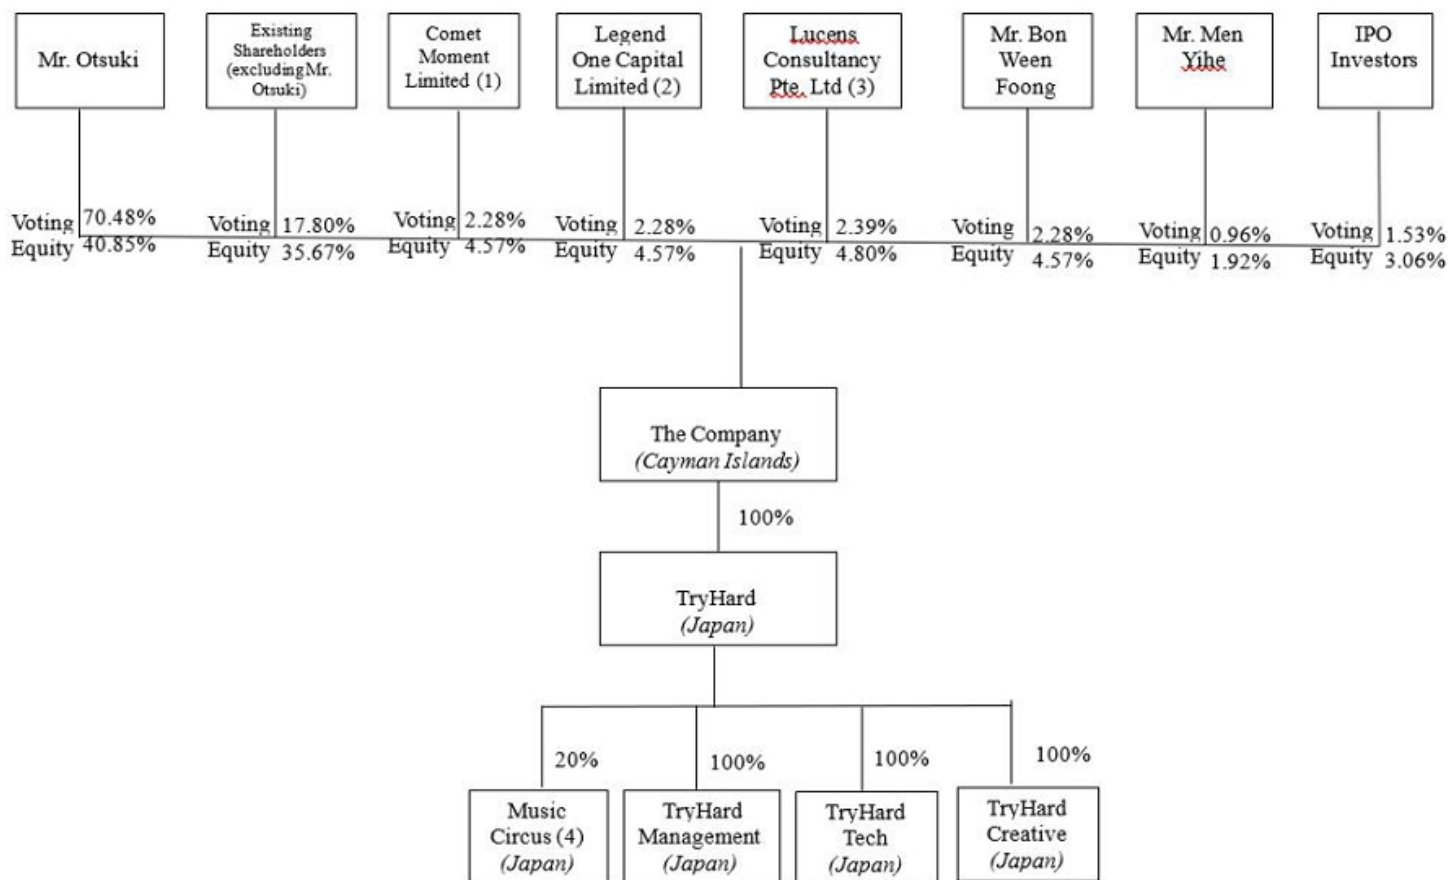 Mr. Otsuki
Existing
Shareholders
(excluding Mr.
Otsuki)
Comet
Moment
Limited (1)
Legend
One Capital
Limited (2)
Lucens
Consultancy
Pte. Ltd (3)
Mr. Bon
Ween
Foong
Mr. Men
Yihe
IPO
Investors
Voting 70.48%
Equity 40.85%
Voting 17.80%
Equity 35.67%
Voting 2.28%
Equity 4.57%
Voting 2.28%
Equity 4.57%
Voting 2.39%
Equity 4.80%
Voting 2.28%
Equity 4.57%
Voting 0.96%
Equity 1.92%
Voting 1.53%
Equity 3.06%
The Company
(Cayman Islands)
100%
TryHard
(Japan)
20%
100%
100%
100%
Music
Circus (4)
(Japan)
TryHard
Management
(Japan)
TryHard
Tech
(Japan)
TryHard
Creative
(Japan)